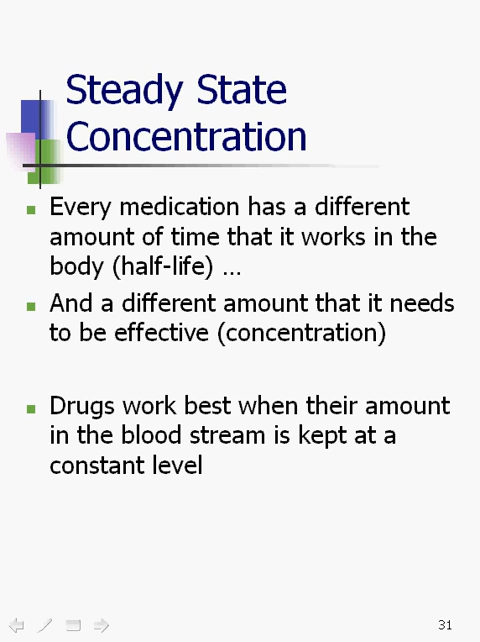 Steady State
Concentration
Every medication has a different
amount of time that it works in the
body (half-life) ...
And a different amount that it needs
to be effective (concentration)
Drugs work best when their amount
in the blood stream is kept at a
constant level
31